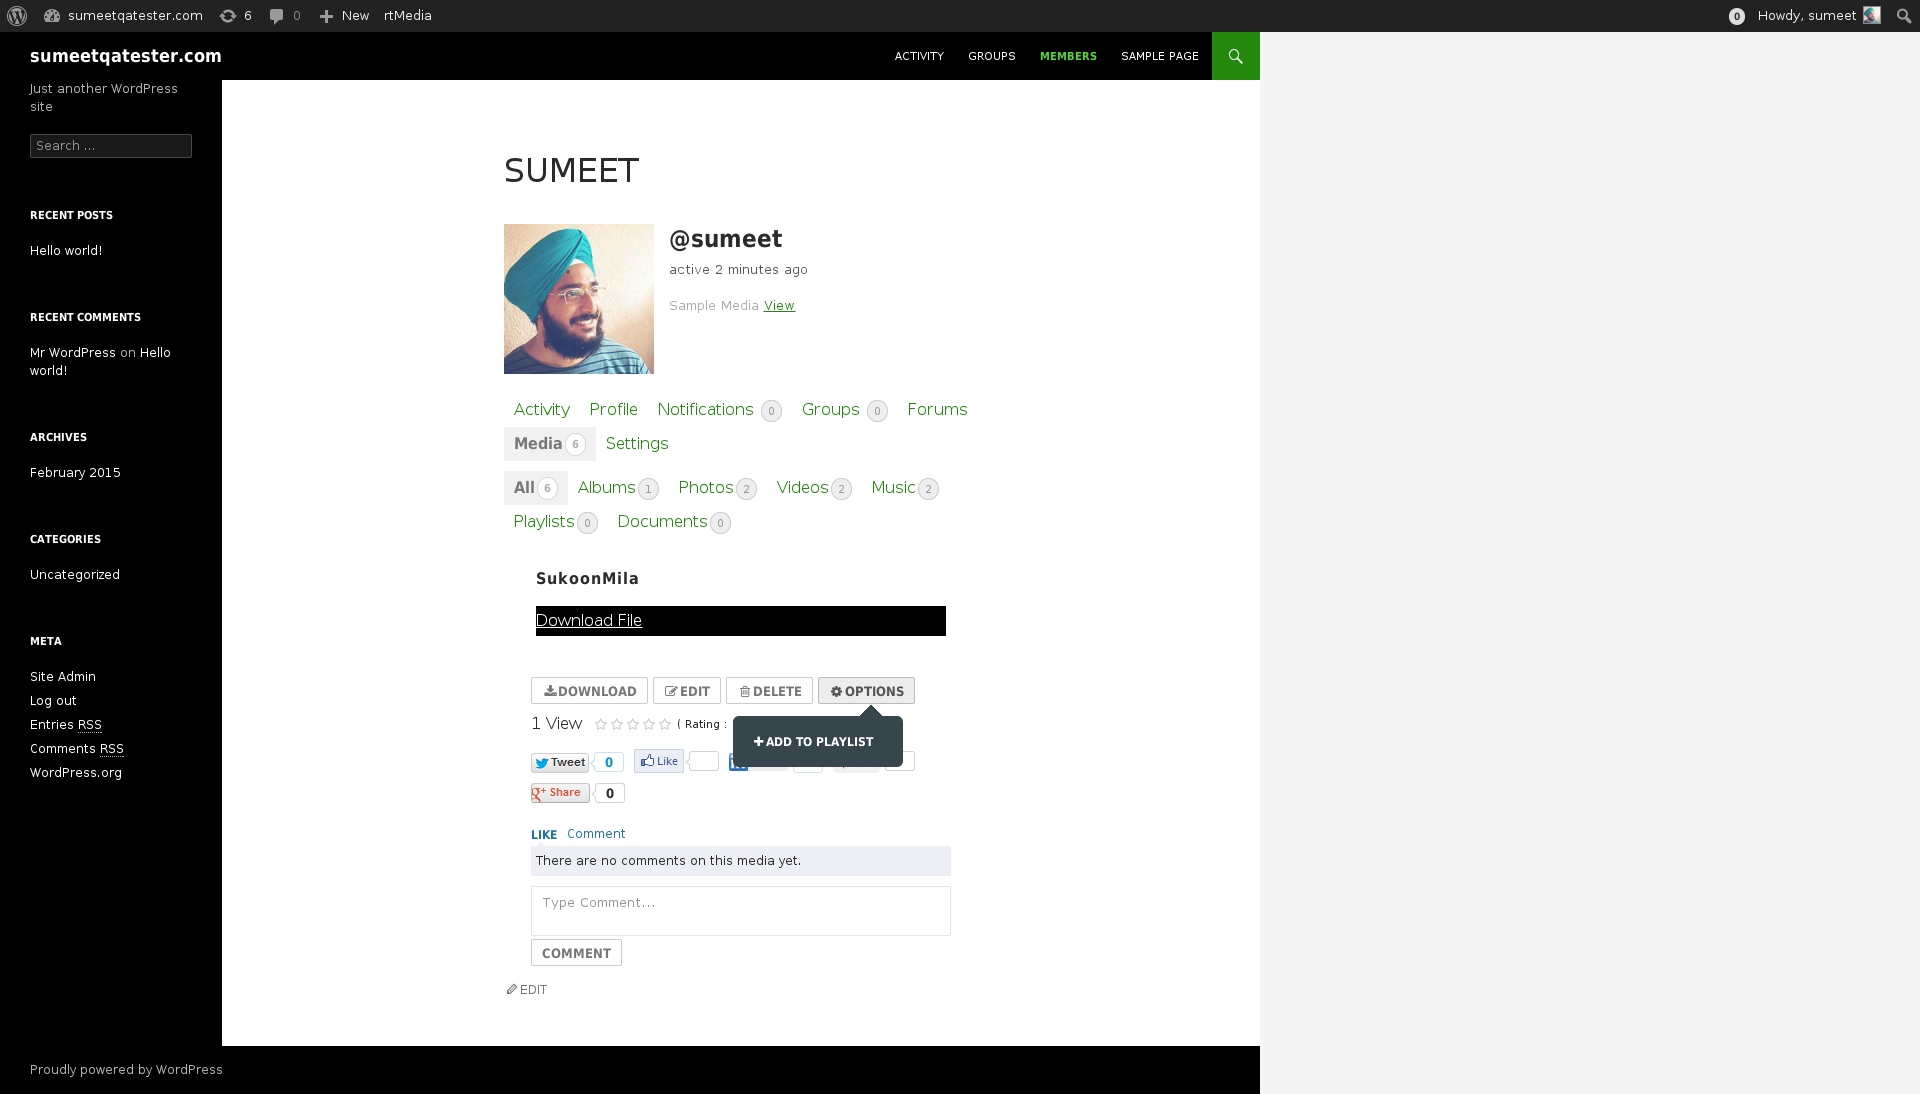 sumeetqatester.com 6 0 New rtMedia 0 Howdy, sumeet
sumeetqatester.com ACTIVITY GROUPS MEMBERS SAMPLE PAGE
Just another WordPress
site
Search ...
RECENT POSTS
Hello world!
RECENT COMMENTS
Mr WordPress on Hello
world!
ARCHIVES
February 2015
CATEGORIES
Uncategorized
META
Site Admin
Log out
Entries RSS
Comments RSS
WordPress.org
SUMEET
@sumeet
active 2 minutes ago
Sample Media View
Activity Profile Notifications 0 Groups 0 Forums
Media 6 Settings
All 6 Albums 1 Photos 2 Videos 2 Music 2
Playlists 0 Documents 0
SukoonMila
Download File
DOWNLOAD EDIT DELETE OPTIONS
1 View ( Rating :
ADD TO PLAYLIST
Tweet 0 Like
Share 0
LIKE Comment
There are no comments on this media yet.
Type Comment...
COMMENT
EDIT
Proudly powered by WordPress